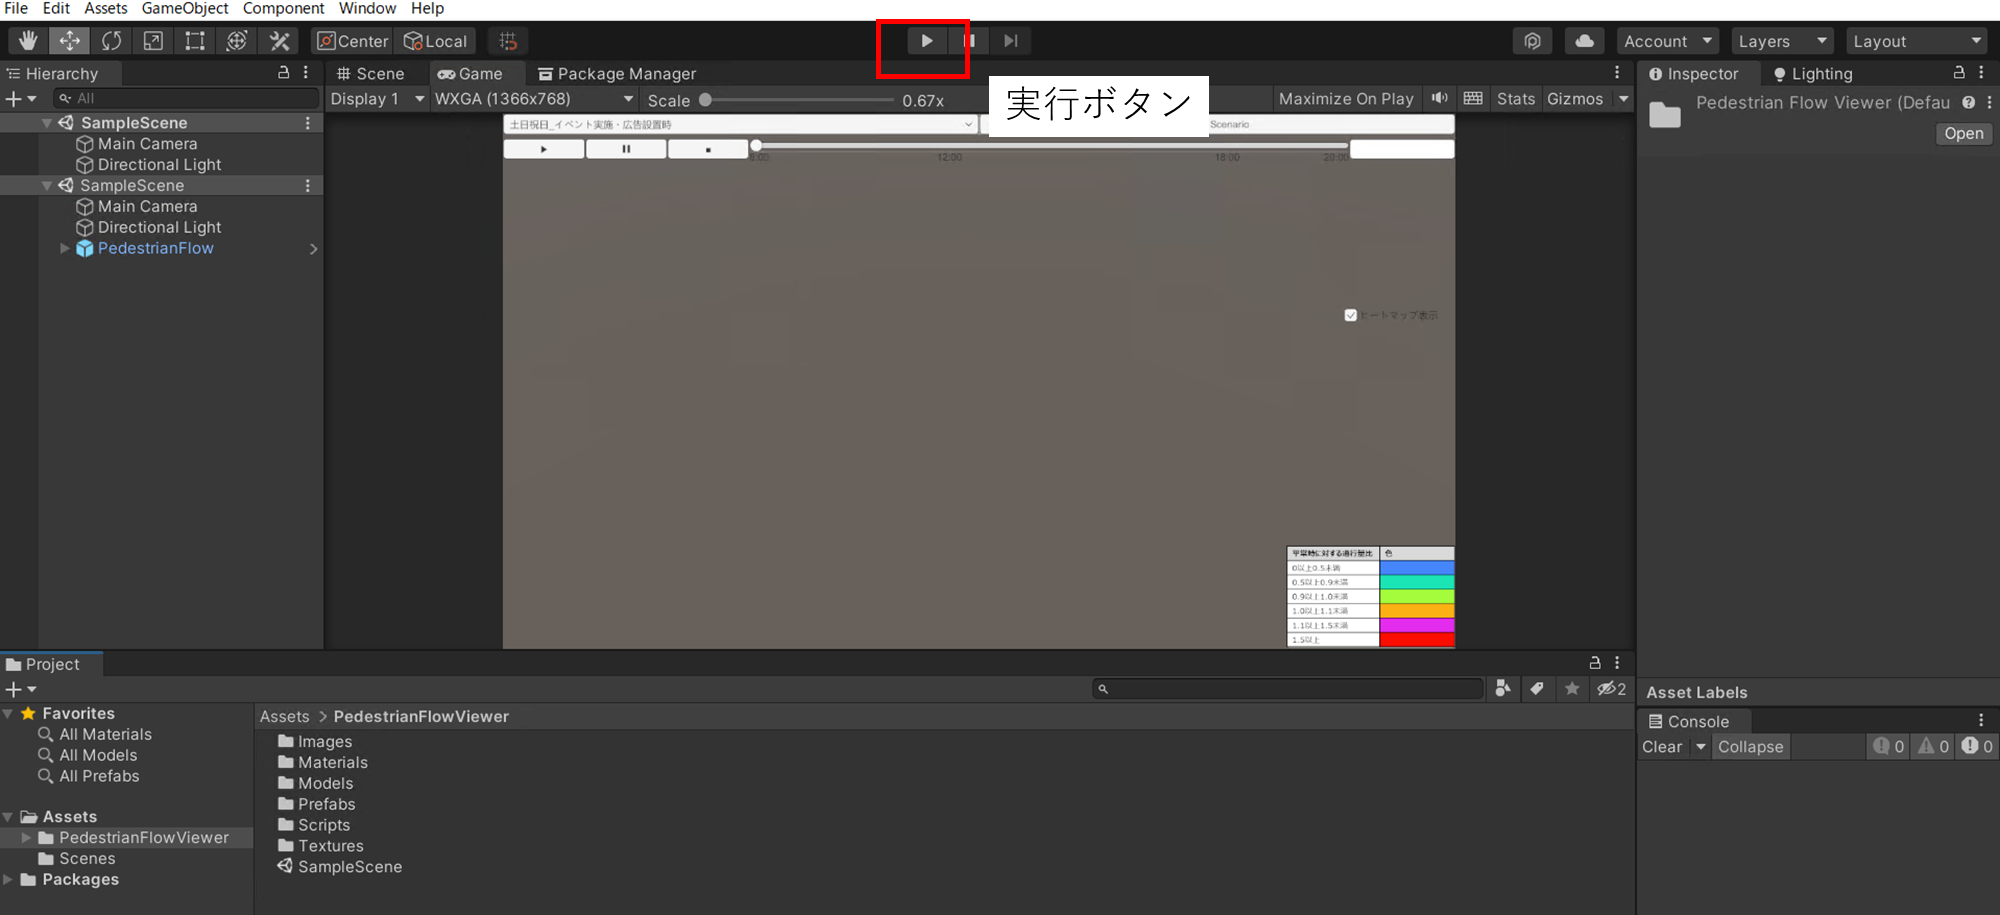 File Edit Assets GameObject Component Window Help
Center Local
Account Layers Layout
Hierarchy
All
SampleScene
Main Camera
Directional Light
SampleScene
Main Camera
Directional Light
PedestrianFlow
Scene Game Package Manager
Display 1 WXGA (1366x768) Scale 0.67x Maximize On Play Stats Gizmos
実行ボタン
土日祝日_イベント実施・広告設置時
Scenario
8:00 12:00 18:00 20:00
ヒートマップ表示
平常時に対する通行量比 色
0以上0.5未満
0.5以上0.9未満
0.9以上1.0未満
1.0以上1.1未満
1.1以上1.5未満
1.5以上
Inspector Lighting
Pedestrian Flow Viewer (Defau
Open
Asset Labels
Console
Clear Collapse 0 0 0
Project
2
Favorites
All Materials
All Models
All Prefabs
Assets
PedestrianFlowViewer
Scenes
Packages
Assets > PedestrianFlowViewer
Images
Materials
Models
Prefabs
Scripts
Textures
SampleScene